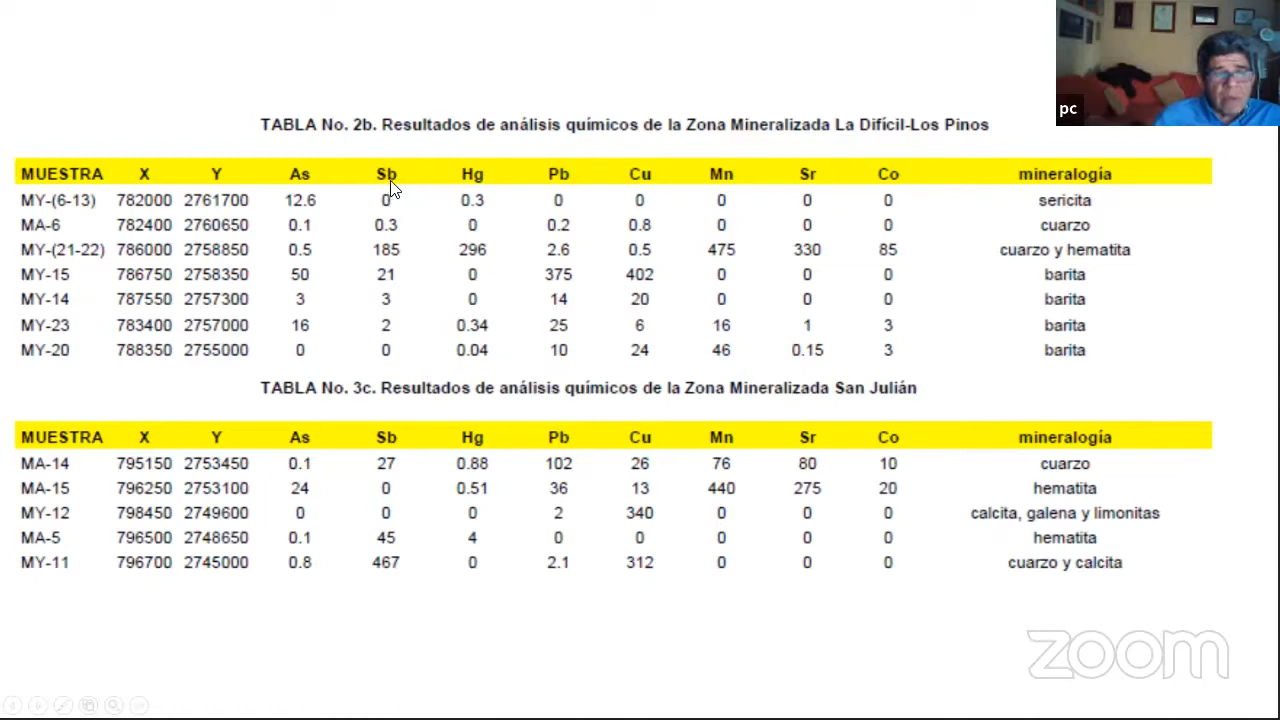 pc
TABLA No. 2b. Resultados de análisis químicos de la Zona Mineralizada La Difícil-Los Pinos
MUESTRA X Y As Sb Hg Pb Cu Mn Sr Co mineralogía
MY-(6-13) 782000 2761700 12.6 0 0.3 0 0 0 0 0 sericita
MA-6 782400 2760650 0.1 0.3 0 0.2 0.8 0 0 0 cuarzo
MY-(21-22) 786000 2758850 0.5 185 296 2.6 0.5 475 330 85 cuarzo y hematita
MY-15 786750 2758350 50 21 0 375 402 0 0 0 barita
MY-14 787550 2757300 3 3 0 14 20 0 0 0 barita
MY-23 783400 2757000 16 2 0.34 25 6 16 1 3 barita
MY-20 788350 2755000 0 0 0.04 10 24 46 0.15 3 barita
TABLA No. 3c. Resultados de análisis químicos de la Zona Mineralizada San Julián
MUESTRA X Y As Sb Hg Pb Cu Mn Sr Co mineralogía
MA-14 795150 2753450 0.1 27 0.88 102 26 76 80 10 cuarzo
MA-15 796250 2753100 24 0 0.51 36 13 440 275 20 hematita
MY-12 798450 2749600 0 0 0 2 340 0 0 0 calcita, galena y limonitas
MA-5 796500 2748650 0.1 45 4 0 0 0 0 0 hematita
MY-11 796700 2745000 0.8 467 0 2.1 312 0 0 0 cuarzo y calcita
zoom